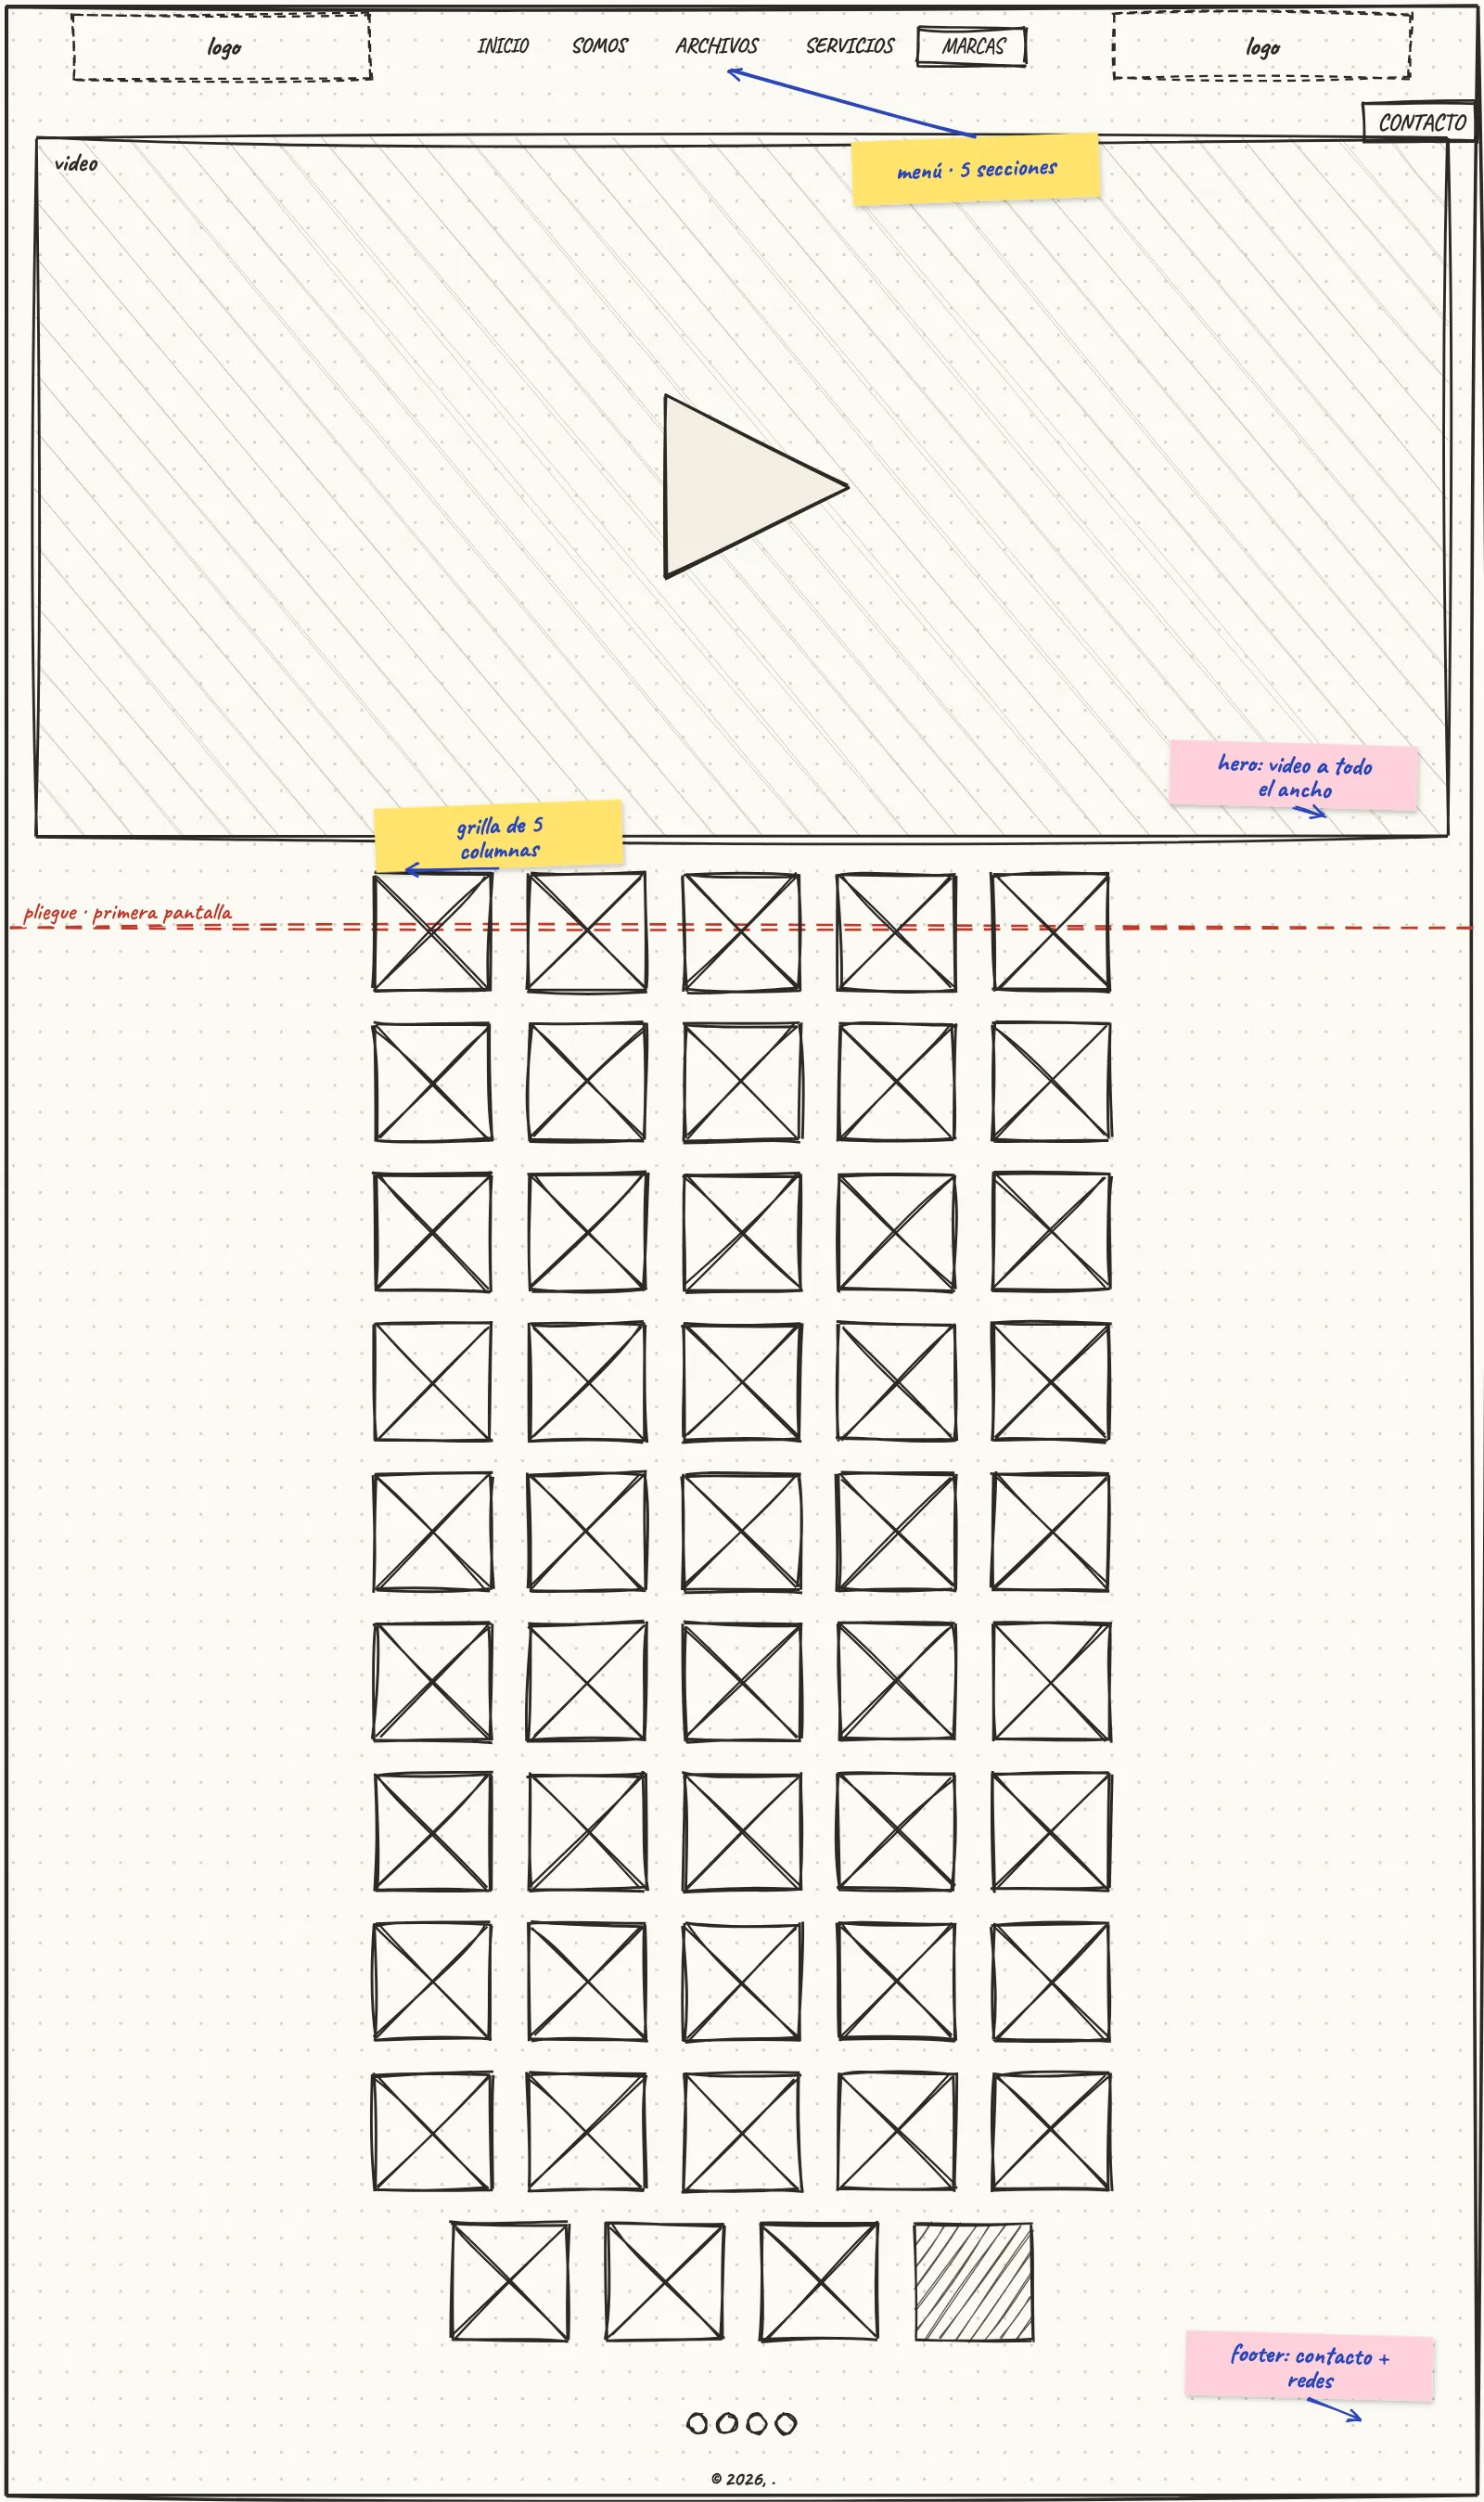 logo
INICIO SOMOS ARCHIVOS SERVICIOS MARCAS
logo
CONTACTO
video
menú · 5 secciones
hero: video a todo
el ancho
grilla de 5
columnas
pliegue · primera pantalla
footer: contacto +
redes
© 2026, .